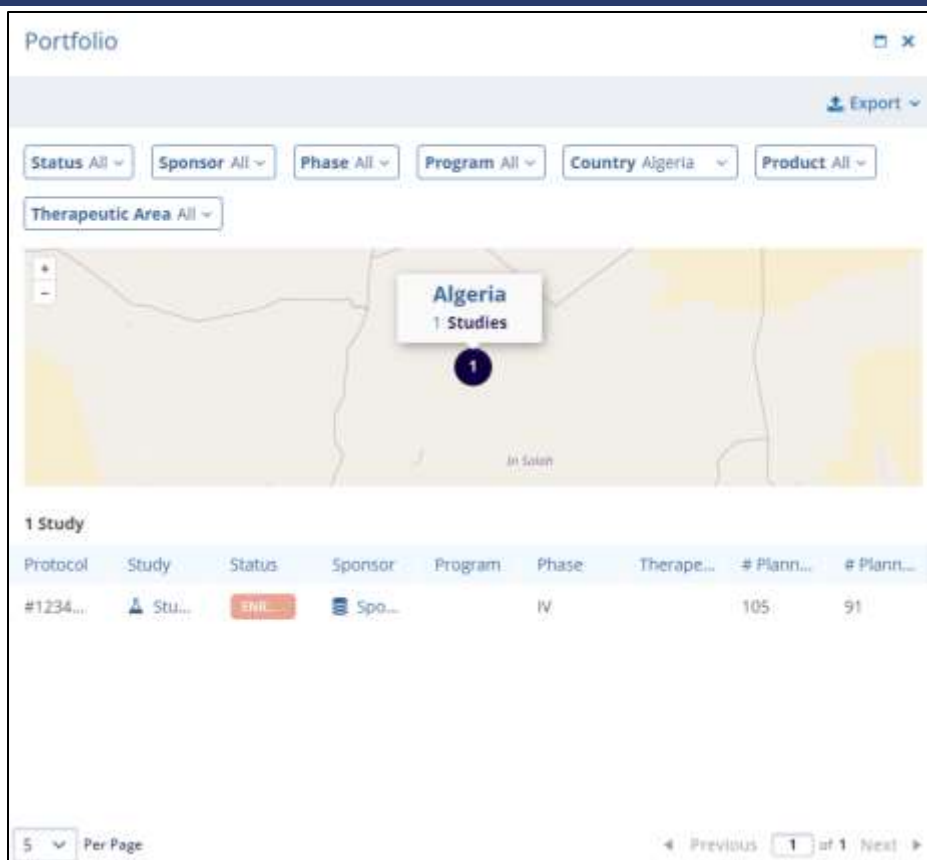 Portfolio
Export
Status All Sponsor All Phase All Program All Country Algeria Product All
Therapeutic Area All
+
-
Algeria
1 Studies
1
In Salah
1 Study
Protocol Study Status Sponsor Program Phase Therape... # Plann... # Plann...
#1234... Stu... ENR... Spo... IV 105 91
5 Per Page Previous 1 of 1 Next